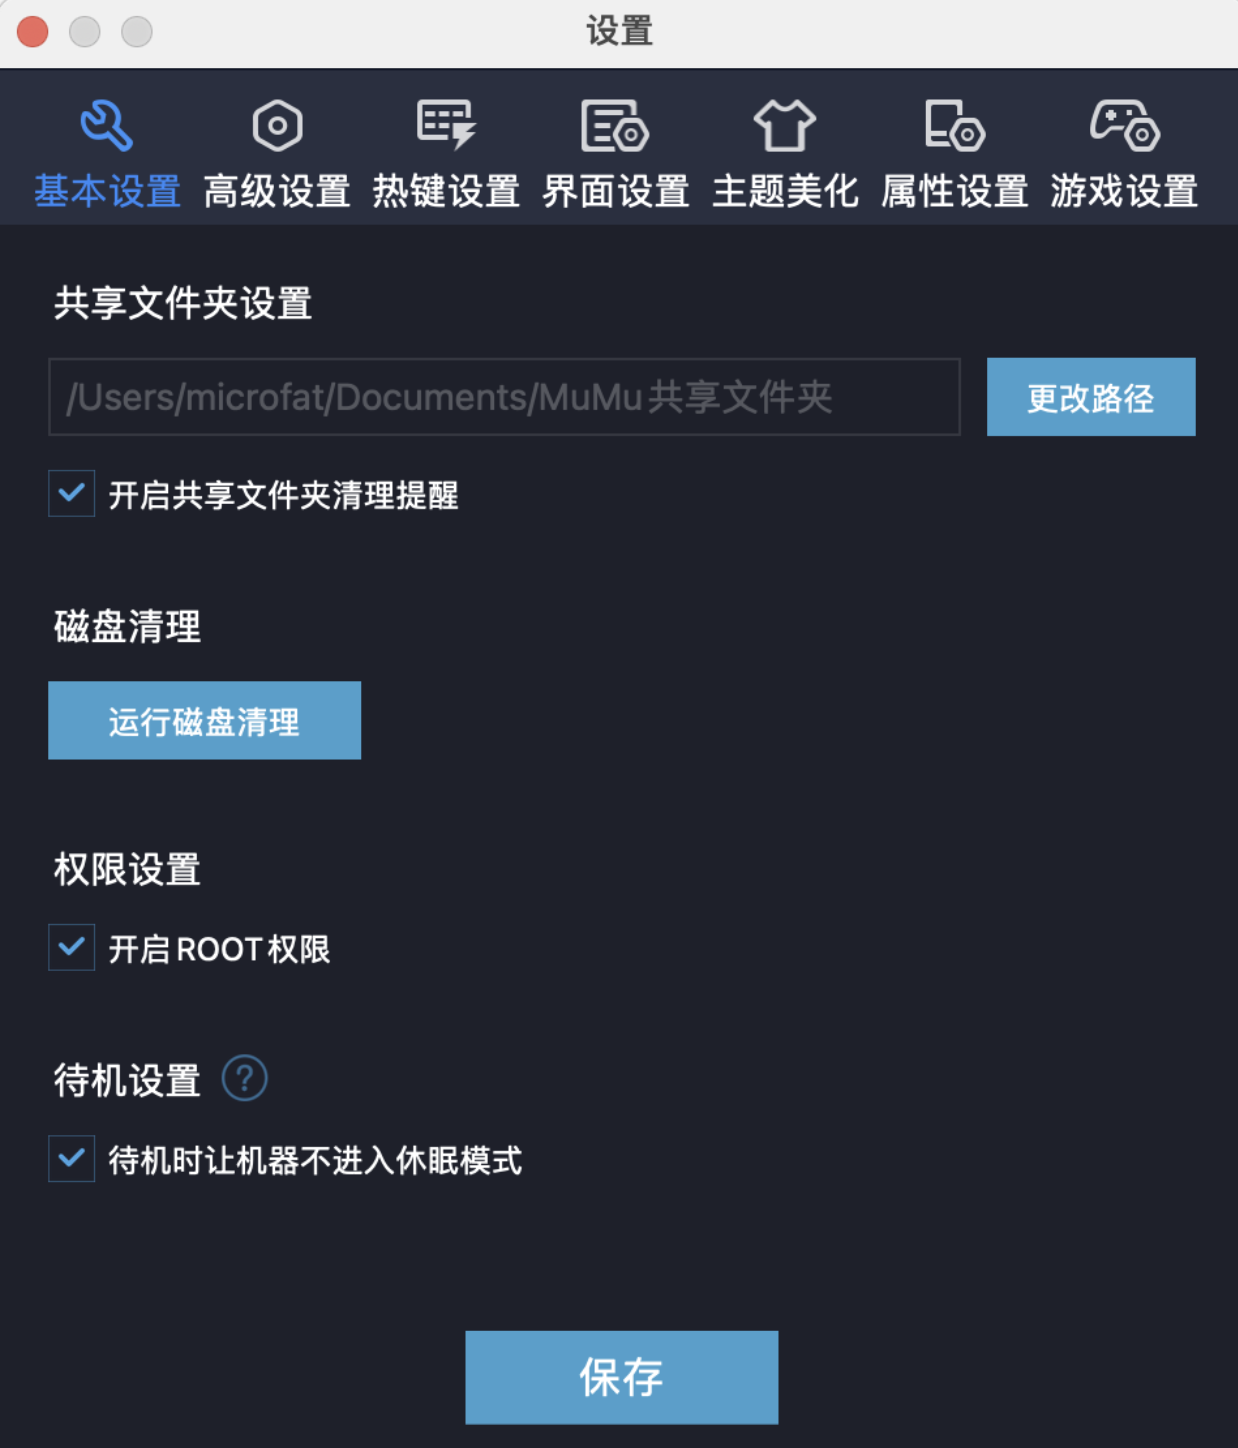 设置
基本设置 高级设置 热键设置 界面设置 主题美化 属性设置 游戏设置
共享文件夹设置
/Users/microfat/Documents/MuMu共享文件夹 更改路径
开启共享文件夹清理提醒
磁盘清理
运行磁盘清理
权限设置
开启ROOT权限
待机设置 ?
待机时让机器不进入休眠模式
保存